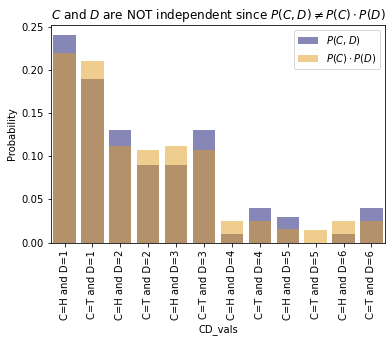 C and D are NOT independent since P(C, D) ≠ P(C) · P(D)
P(C, D)
P(C) · P(D)
Probability
0.25
0.20
0.15
0.10
0.05
0.00
C=H and D=1
C=T and D=1
C=H and D=2
C=T and D=2
C=H and D=3
C=T and D=3
C=H and D=4
C=T and D=4
C=H and D=5
C=T and D=5
C=H and D=6
C=T and D=6
CD_vals